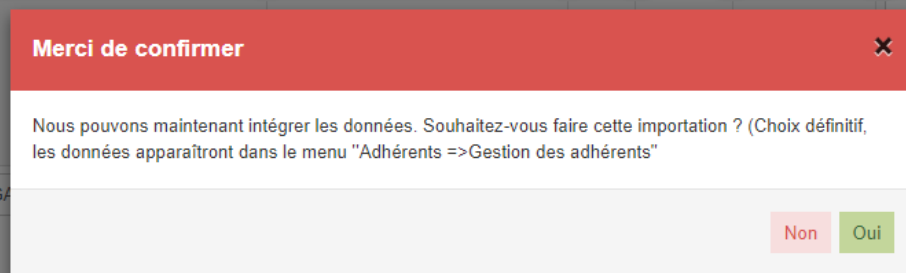 Merci de confirmer
Nous pouvons maintenant intégrer les données. Souhaitez-vous faire cette importation ? (Choix définitif,
les données apparaîtront dans le menu "Adhérents =>Gestion des adhérents"
Non Oui